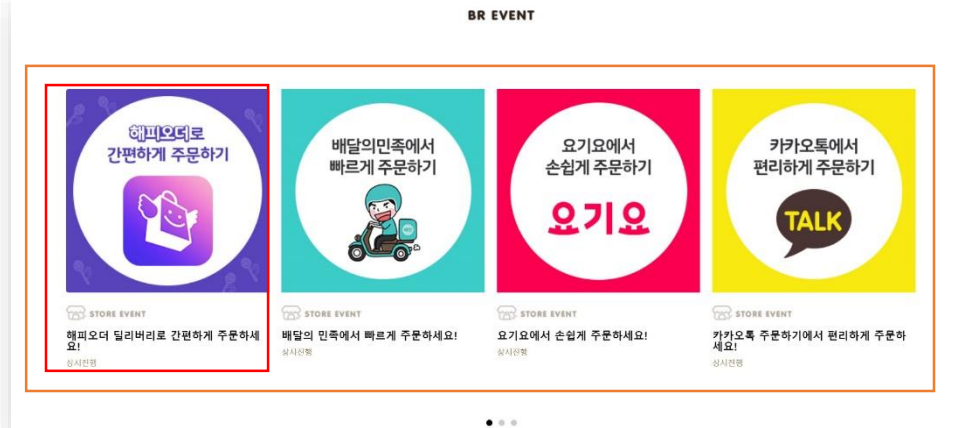 BR EVENT
해피오더로
간편하게 주문하기
STORE EVENT
해피오더 딜리버리로 간편하게 주문하세
요!
상시진행
배달의민족에서
빠르게 주문하기
STORE EVENT
배달의 민족에서 빠르게 주문하세요!
상시진행
요기요에서
손쉽게 주문하기
요기요
STORE EVENT
요기요에서 손쉽게 주문하세요!
상시진행
카카오톡에서
편리하게 주문하기
TALK
STORE EVENT
카카오톡 주문하기에서 편리하게 주문하
세요!
상시진행